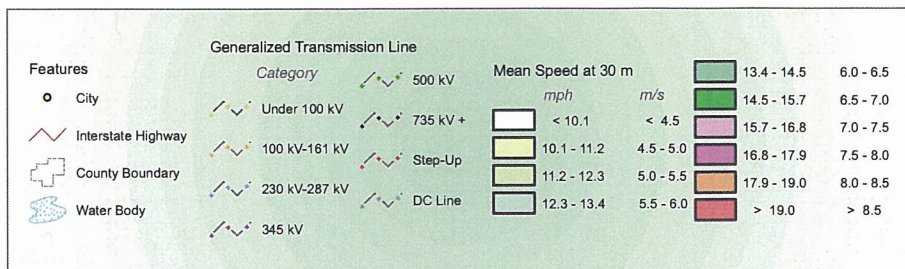 Features
City
Interstate Highway
County Boundary
Water Body
Generalized Transmission Line
Category
Under 100 kV
100 kV-161 kV
230 kV-287 kV
345 kV
500 kV
735 kV +
Step-Up
DC Line
Mean Speed at 30 m
mph m/s
< 10.1 < 4.5
10.1 - 11.2 4.5 - 5.0
11.2 - 12.3 5.0 - 5.5
12.3 - 13.4 5.5 - 6.0
13.4 - 14.5 6.0 - 6.5
14.5 - 15.7 6.5 - 7.0
15.7 - 16.8 7.0 - 7.5
16.8 - 17.9 7.5 - 8.0
17.9 - 19.0 8.0 - 8.5
> 19.0 > 8.5